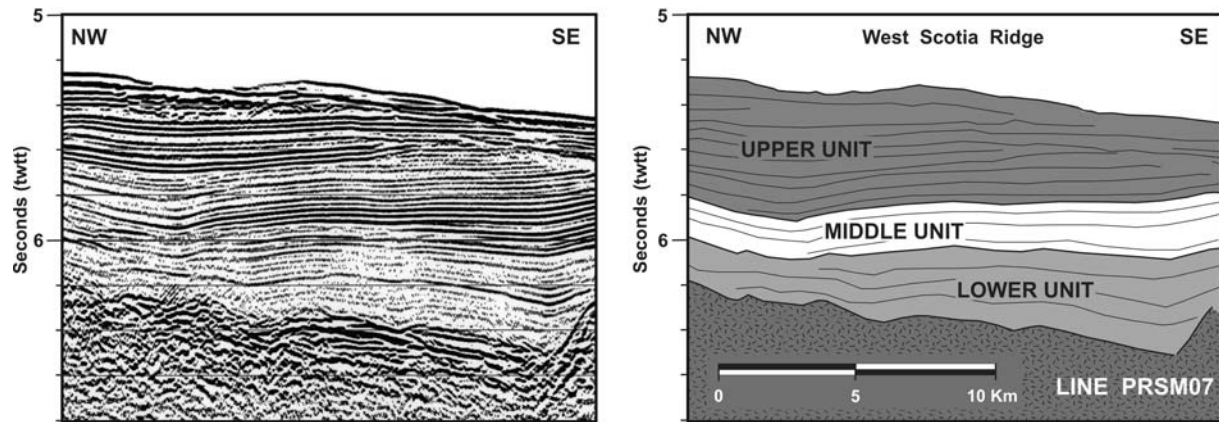 5
NW
SE
Seconds (twtt)
6
5
NW
West Scotia Ridge
SE
UPPER UNIT
Seconds (twtt)
6
MIDDLE UNIT
LOWER UNIT
0
5
10 Km
LINE PRSM07